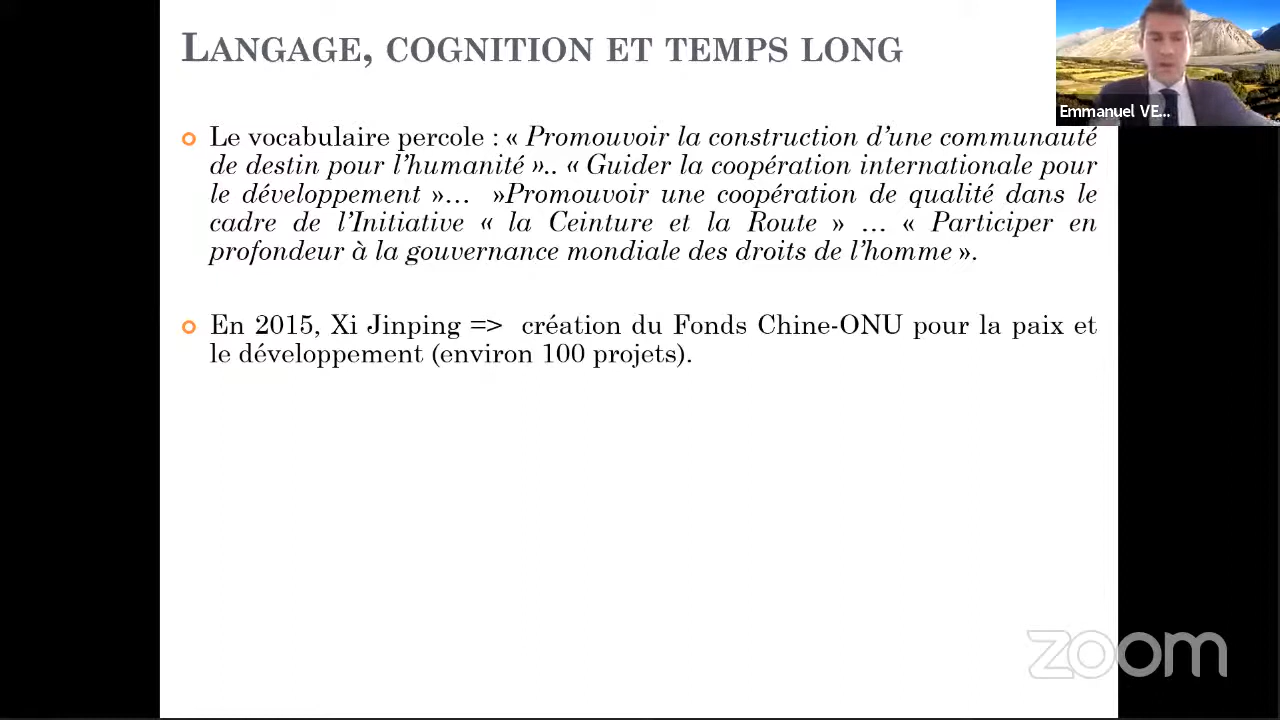 LANGAGE, COGNITION ET TEMPS LONG
Emmanuel VE...
Le vocabulaire percole : « Promouvoir la construction d’une communauté
de destin pour l’humanité ».. « Guider la coopération internationale pour
le développement »… »Promouvoir une coopération de qualité dans le
cadre de l’Initiative « la Ceinture et la Route » … « Participer en
profondeur à la gouvernance mondiale des droits de l’homme ».
En 2015, Xi Jinping => création du Fonds Chine-ONU pour la paix et
le développement (environ 100 projets).
zoom